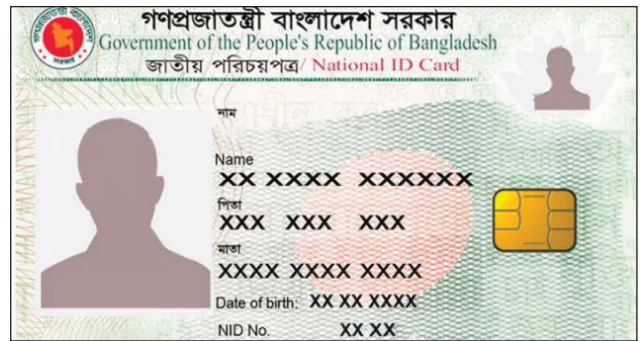 গণপ্রজাতন্ত্রী বাংলাদেশ সরকার
Government of the People's Republic of Bangladesh
জাতীয় পরিচয়পত্র/ National ID Card
নাম
Name
XX XXXX XXXXXX
পিতা
XXX XXX XXX
মাতা
XXXX XXXX XXXX
Date of birth: XX XX XXXX
NID No. XX XX